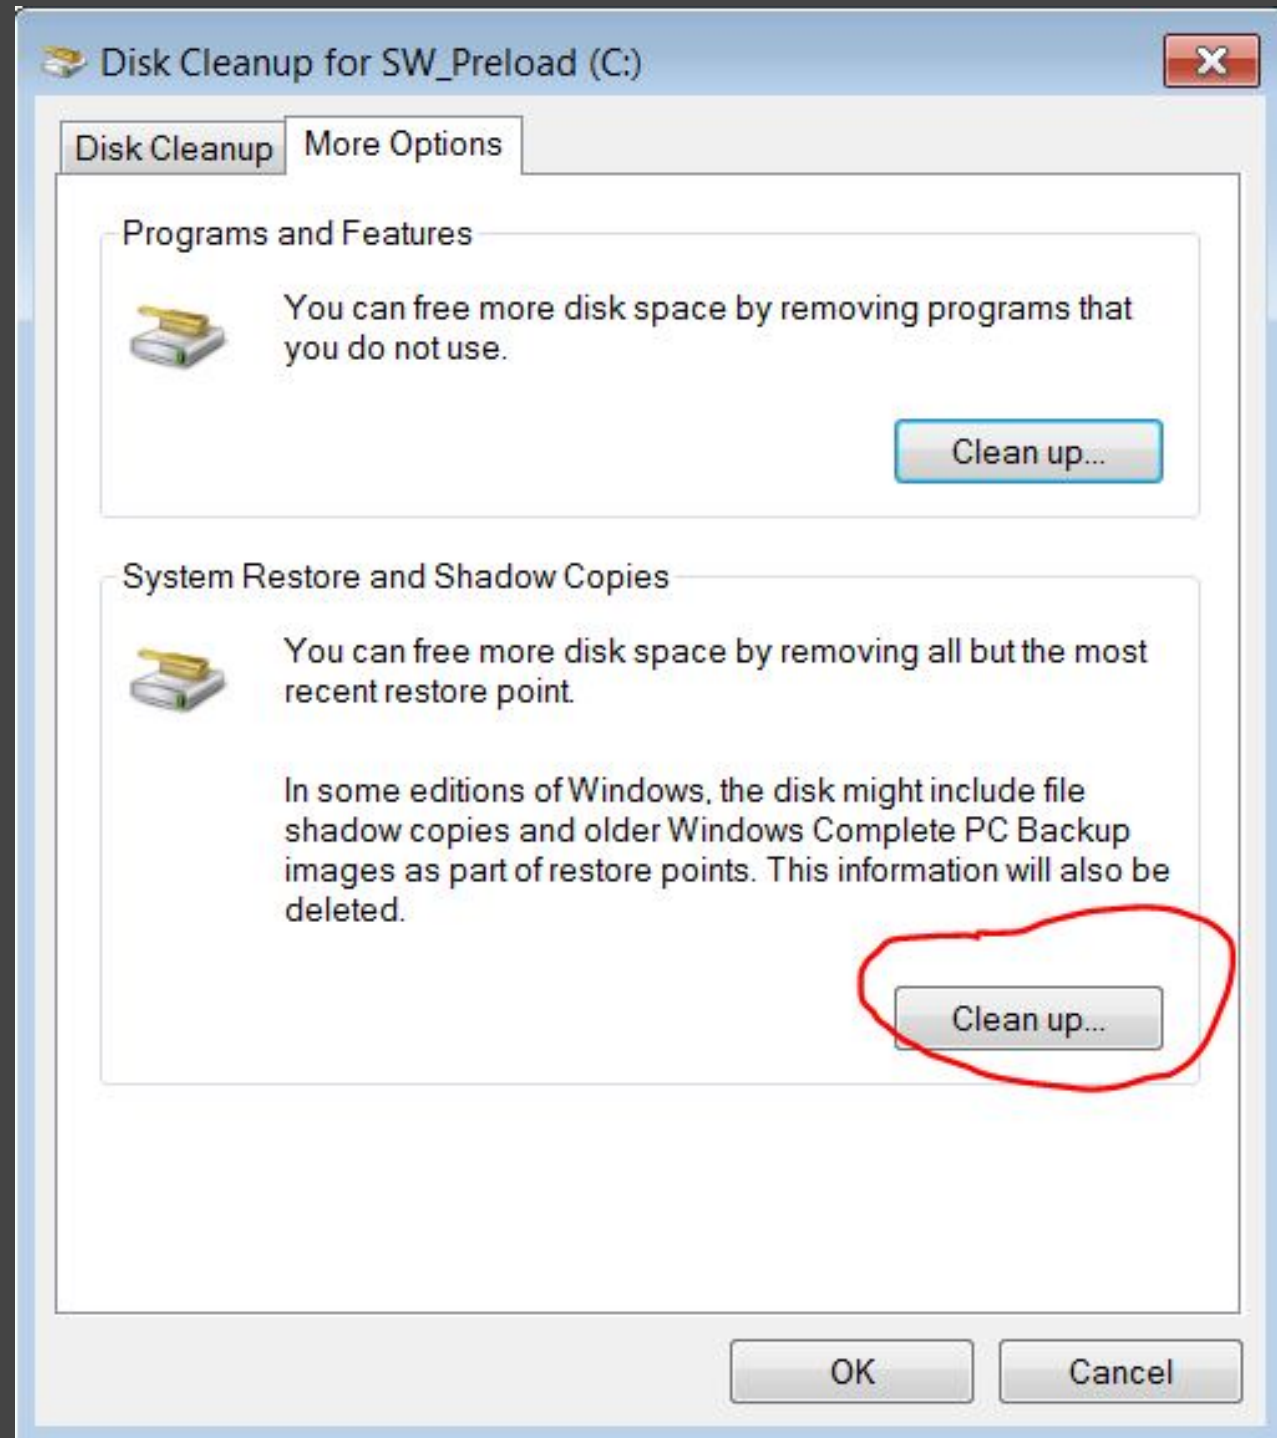 Disk Cleanup for SW_Preload (C:)
Disk Cleanup
More Options
Programs and Features
You can free more disk space by removing programs that
you do not use.
Clean up...
System Restore and Shadow Copies
You can free more disk space by removing all but the most
recent restore point.
In some editions of Windows, the disk might include file
shadow copies and older Windows Complete PC Backup
images as part of restore points. This information will also be
deleted.
Clean up...
OK
Cancel